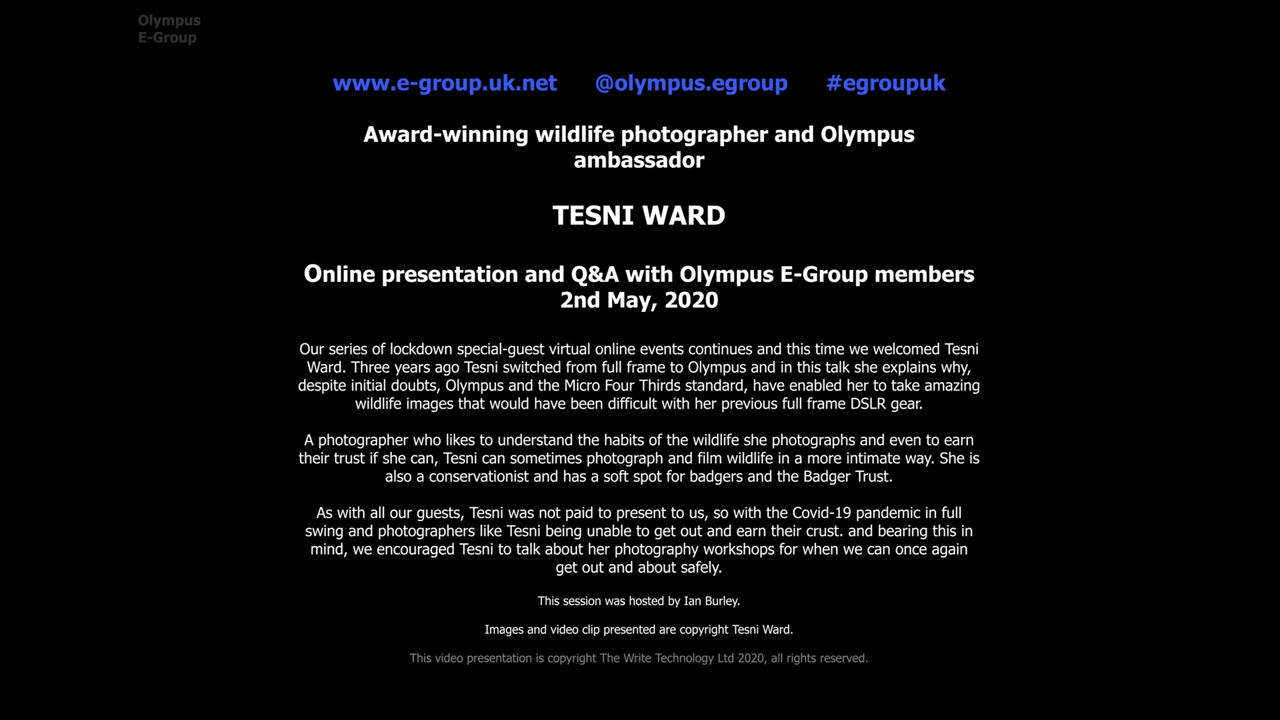 Olympus
E-Group
www.e-group.uk.net @olympus.egroup #egroupuk
Award-winning wildlife photographer and Olympus
ambassador
TESNI WARD
Online presentation and Q&A with Olympus E-Group members
2nd May, 2020
Our series of lockdown special-guest virtual online events continues and this time we welcomed Tesni
Ward. Three years ago Tesni switched from full frame to Olympus and in this talk she explains why,
despite initial doubts, Olympus and the Micro Four Thirds standard, have enabled her to take amazing
wildlife images that would have been difficult with her previous full frame DSLR gear.
A photographer who likes to understand the habits of the wildlife she photographs and even to earn
their trust if she can, Tesni can sometimes photograph and film wildlife in a more intimate way. She is
also a conservationist and has a soft spot for badgers and the Badger Trust.
As with all our guests, Tesni was not paid to present to us, so with the Covid-19 pandemic in full
swing and photographers like Tesni being unable to get out and earn their crust. and bearing this in
mind, we encouraged Tesni to talk about her photography workshops for when we can once again
get out and about safely.
This session was hosted by Ian Burley.
Images and video clip presented are copyright Tesni Ward.
This video presentation is copyright The Write Technology Ltd 2020, all rights reserved.